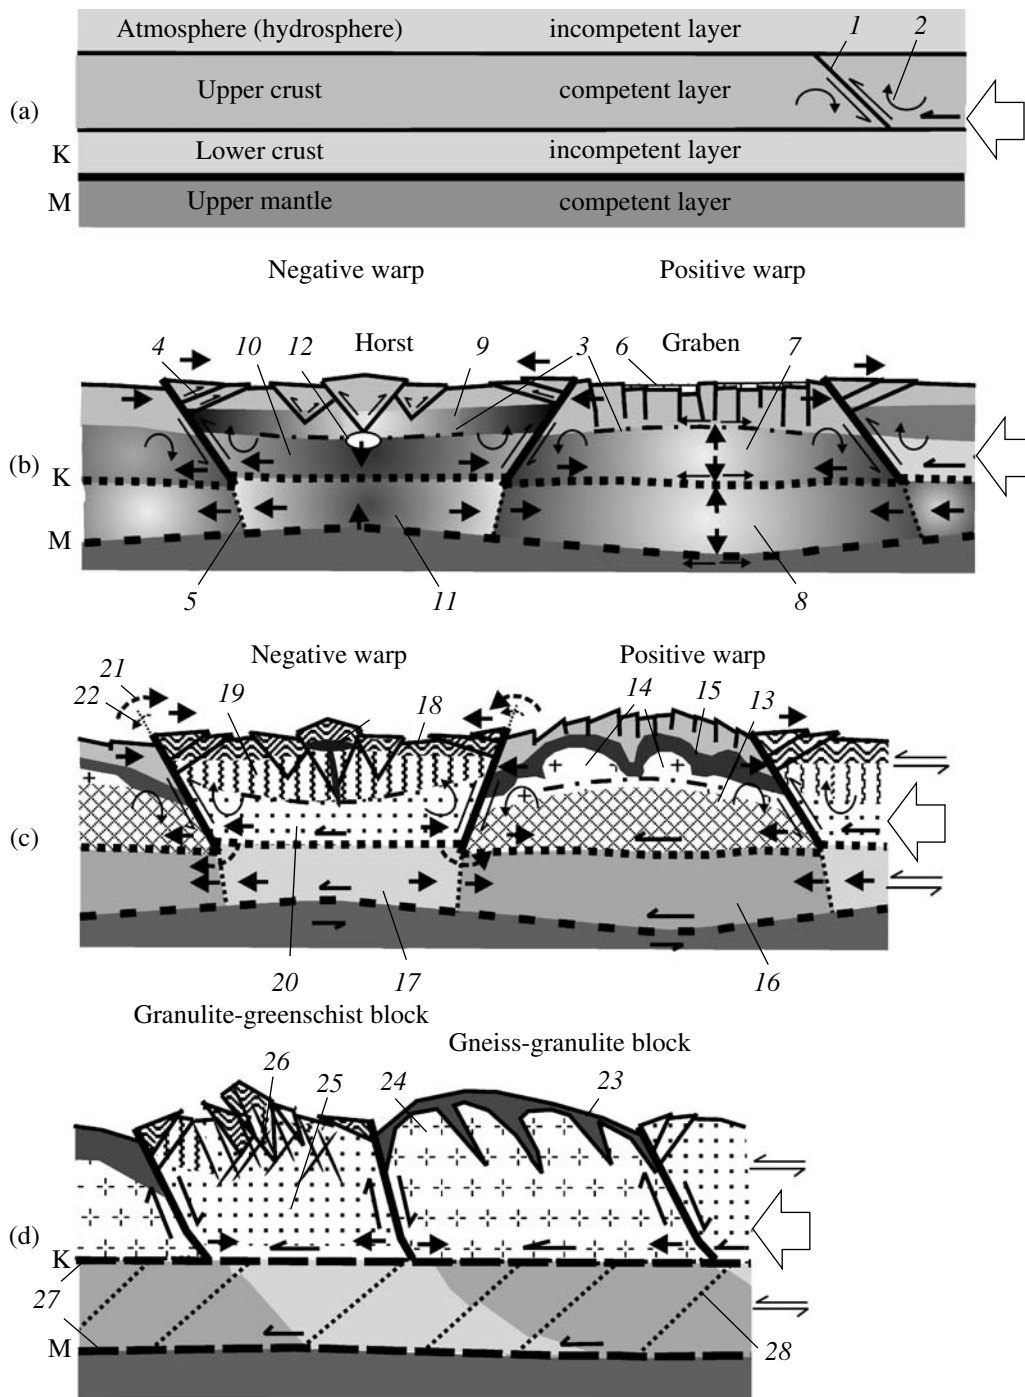 Atmosphere (hydrosphere) incompetent layer
1 2
(a) Upper crust competent layer
K Lower crust incompetent layer
M Upper mantle competent layer
Negative warp Positive warp
4 10 12 Horst 9 3 6 Graben 7
(b)
K
M
5 11 8
Negative warp Positive warp
21 22 19 18 14 15 13
(c)
K
M
20 17 16
Granulite-greenschist block
Gneiss-granulite block
26 25 24 23
(d)
K
27
M
28